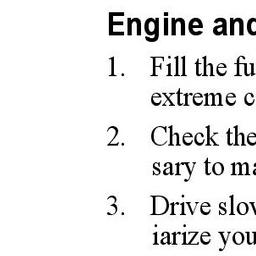 Engine and
1. Fill the fu
extreme c
2. Check the
sary to ma
3. Drive slov
iarize you